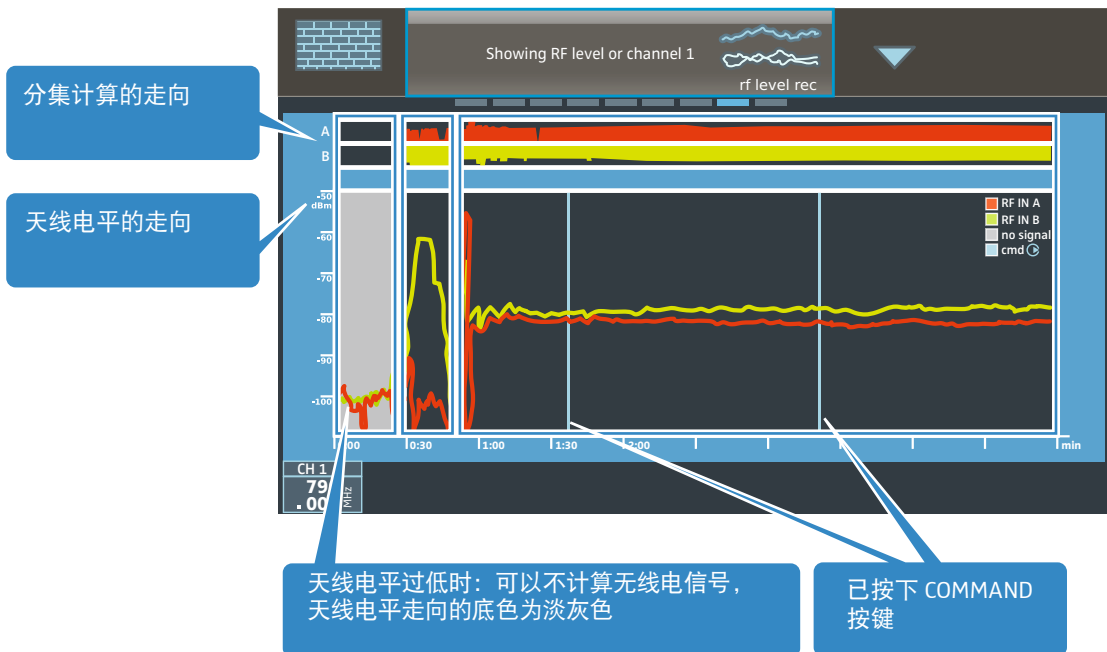 Showing RF level or channel 1
rf level rec
分集计算的走向
A
B
天线电平的走向
-50
dBm
-60
-70
-80
-90
-100
RF IN A
RF IN B
no signal
cmd
0:30
1:00
1:30
2:00
min
CH 1
MHz
天线电平过低时：可以不计算无线电信号，
天线电平走向的底色为淡灰色
已按下 COMMAND
按键